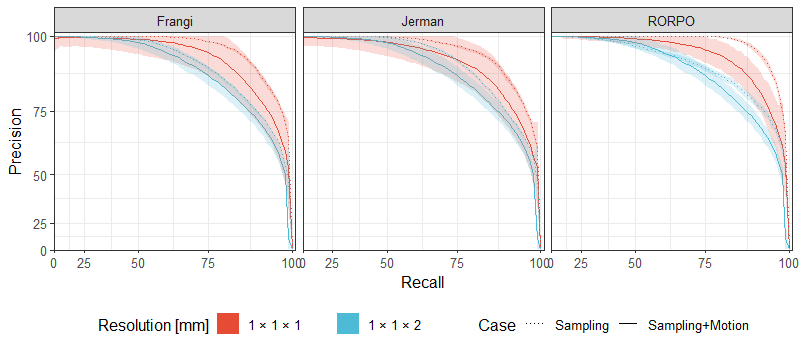 Frangi Jerman RORPO
Precision
100
75
50
25
0
0 25 50 75 100 0 25 50 75 100 0 25 50 75 100
Recall
Resolution [mm] 1 × 1 × 1 1 × 1 × 2 Case Sampling Sampling+Motion